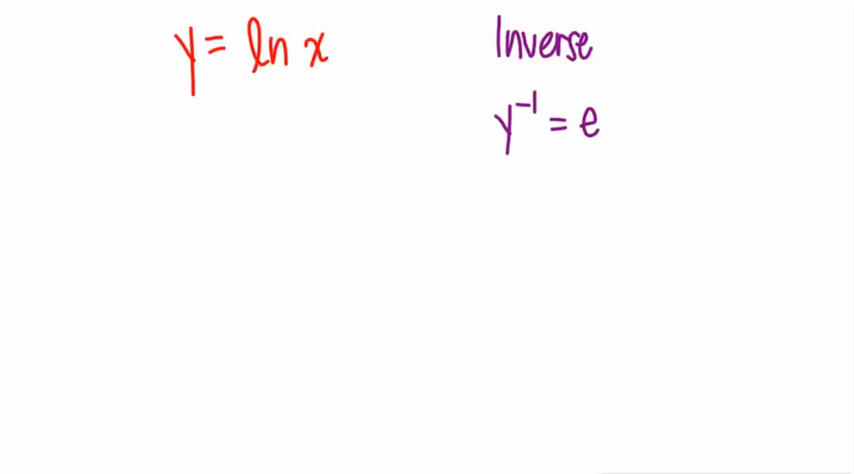 y = ln x
Inverse
y⁻¹ = e